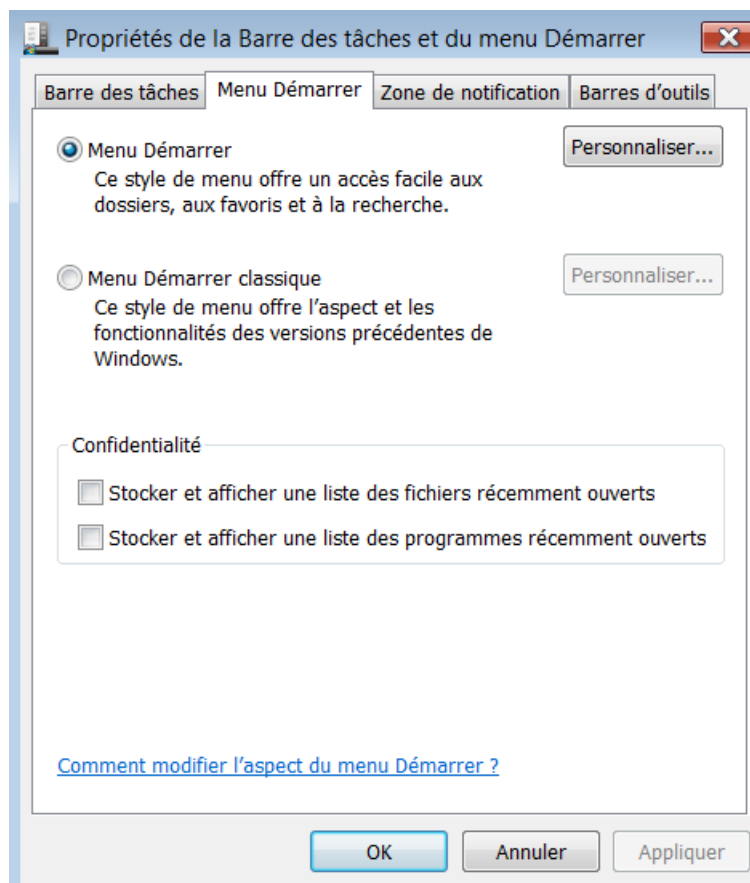 Propriétés de la Barre des tâches et du menu Démarrer
Barre des tâches Menu Démarrer Zone de notification Barres d'outils
Menu Démarrer Personnaliser...
Ce style de menu offre un accès facile aux
dossiers, aux favoris et à la recherche.
Menu Démarrer classique Personnaliser...
Ce style de menu offre l'aspect et les
fonctionnalités des versions précédentes de
Windows.
Confidentialité
Stocker et afficher une liste des fichiers récemment ouverts
Stocker et afficher une liste des programmes récemment ouverts
Comment modifier l'aspect du menu Démarrer ?
OK Annuler Appliquer